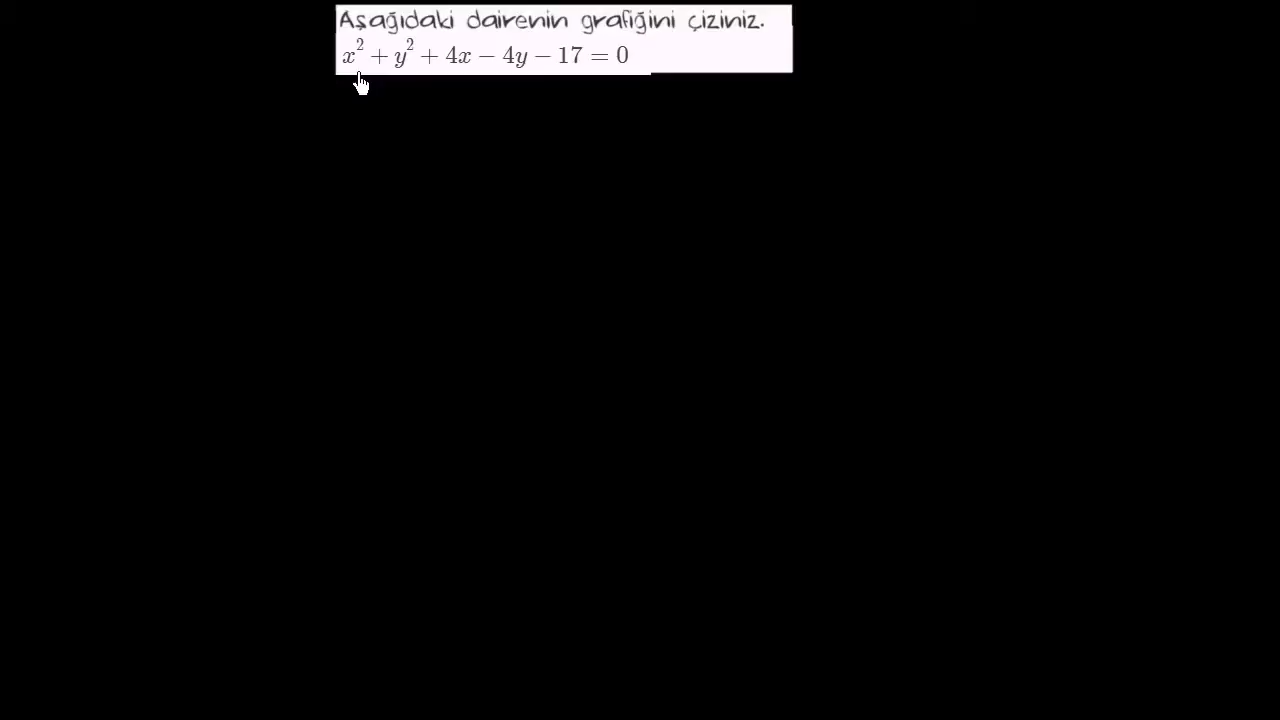 Aşağıdaki dairenin grafiğini çiziniz.
x² + y² + 4x − 4y − 17 = 0